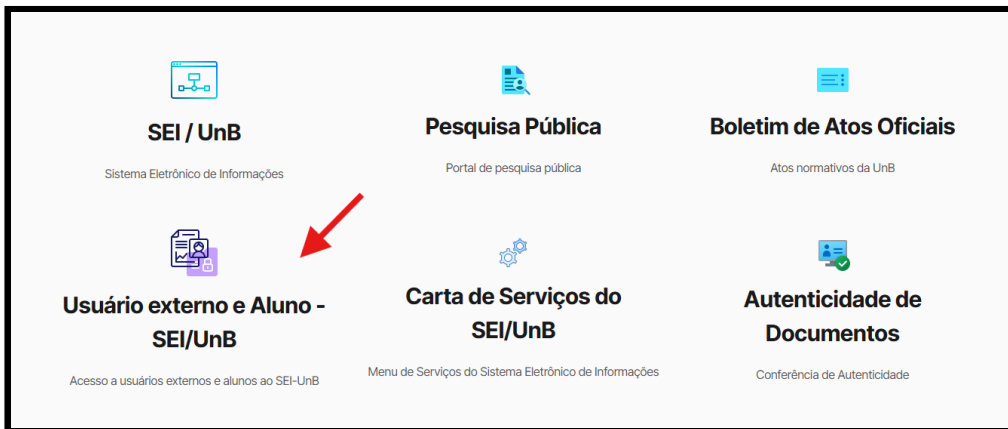 SEI / UnB
Sistema Eletrônico de Informações
Pesquisa Pública
Portal de pesquisa pública
Boletim de Atos Oficiais
Atos normativos da UnB
Usuário externo e Aluno -
SEI/UnB
Acesso a usuários externos e alunos ao SEI-UnB
Carta de Serviços do
SEI/UnB
Menu de Serviços do Sistema Eletrônico de Informações
Autenticidade de
Documentos
Conferência de Autenticidade